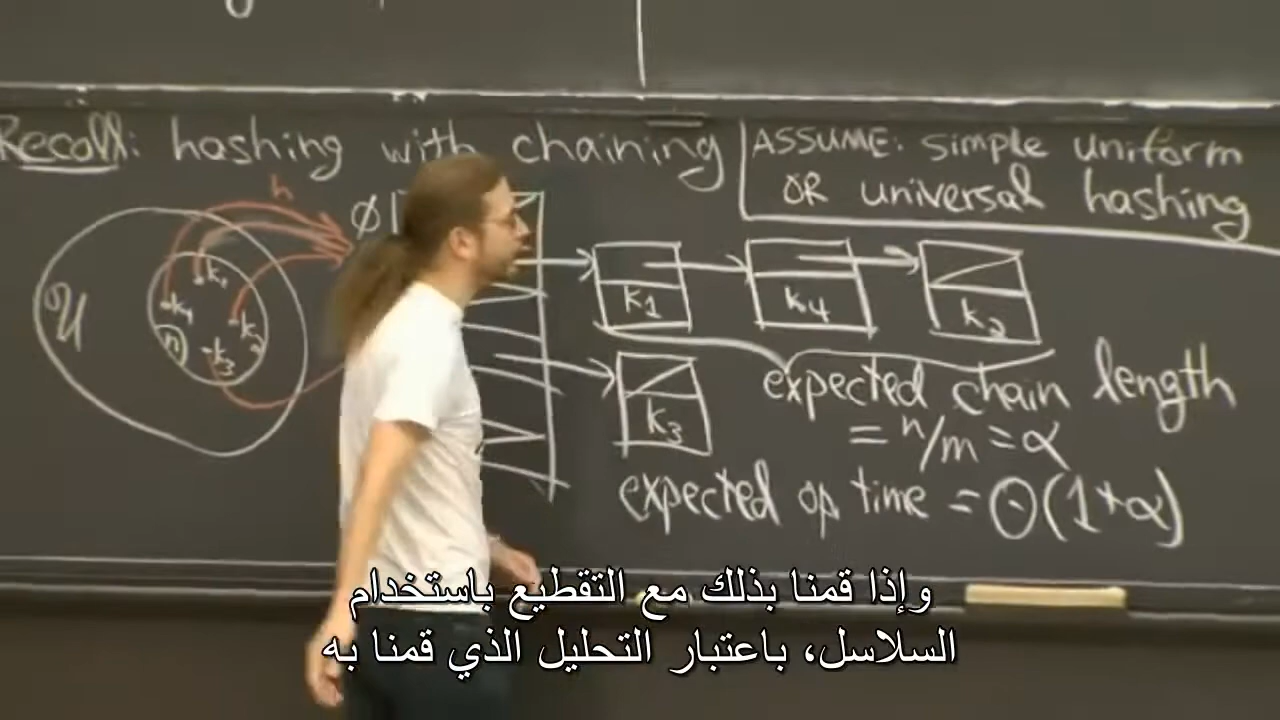 Recall: hashing with chaining
ASSUME: simple uniform
OR universal hashing
h
Ø
U
k₁
k₄
k₂
n
k₃
k₁
k₄
k₂
k₃
expected chain length
= n/m = α
expected op time = Θ(1+α)
وإذا قمنا بذلك مع التقطيع باستخدام
السلاسل، باعتبار التحليل الذي قمنا به